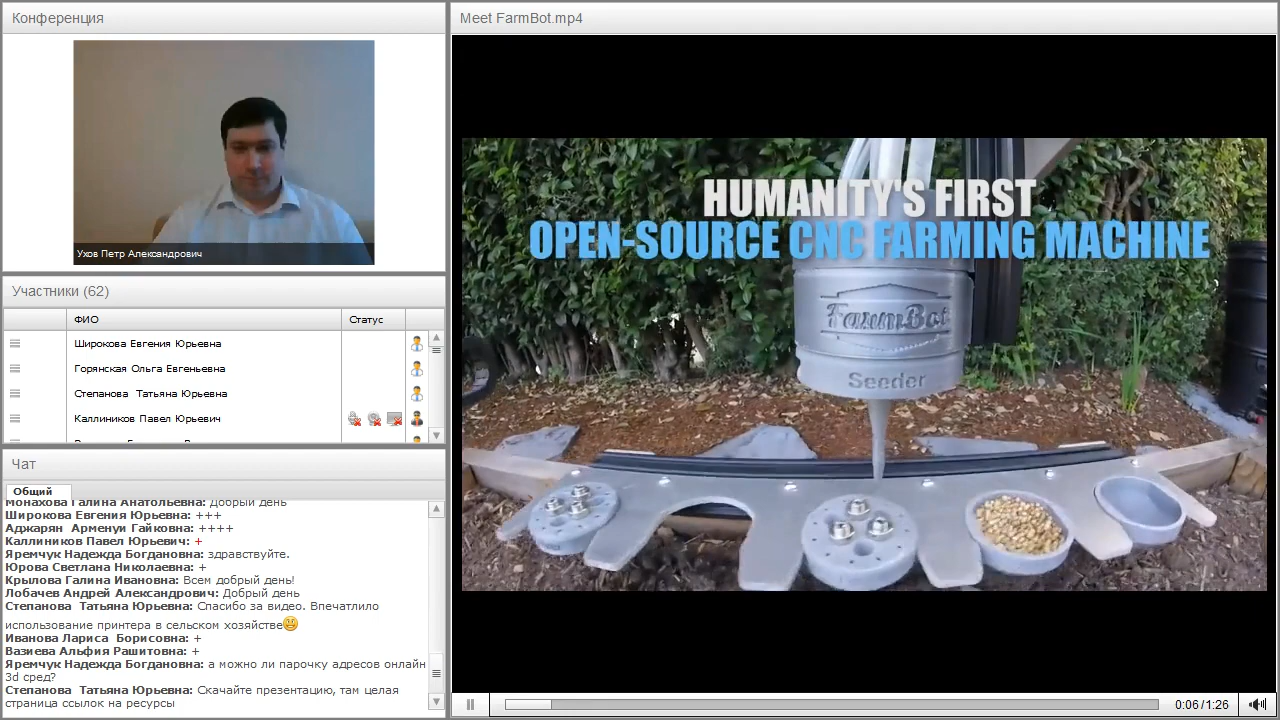 Конференция
Ухов Петр Александрович
Участники (62)
ФИО Статус
Широкова Евгения Юрьевна
Горянская Ольга Евгеньевна
Степанова Татьяна Юрьевна
Каллиников Павел Юрьевич
Чат
Общий
Монахова Галина Анатольевна: Добрый день
Широкова Евгения Юрьевна: +++
Аджарян Арменуи Гайковна: ++++
Каллиников Павел Юрьевич: +
Яремчук Надежда Богдановна: здравствуйте.
Юрова Светлана Николаевна: +
Крылова Галина Ивановна: Всем добрый день!
Лобачев Андрей Александрович: Добрый день
Степанова Татьяна Юрьевна: Спасибо за видео. Впечатлило
использование принтера в сельском хозяйстве
Иванова Лариса Борисовна: +
Вазиева Альфия Рашитовна: +
Яремчук Надежда Богдановна: а можно ли парочку адресов онлайн
3d сред?
Степанова Татьяна Юрьевна: Скачайте презентацию, там целая
страница ссылок на ресурсы
Meet FarmBot.mp4
HUMANITY'S FIRST
OPEN-SOURCE CNC FARMING MACHINE
FarmBot
Seeder
0:06/1:26